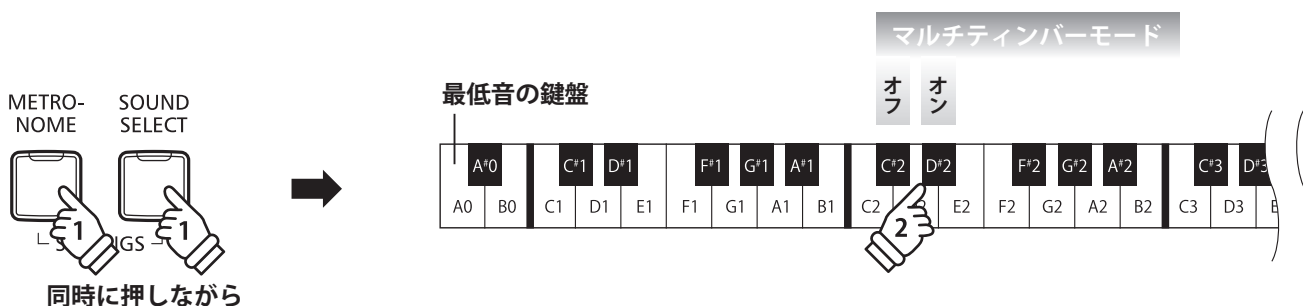 マルチティンバーモード
オフ オン
METRO-
NOME
SOUND
SELECT
最低音の鍵盤
A#0 C#1 D#1 F#1 G#1 A#1 C#2 D#2 F#2 G#2 A#2 C#3 D#3
A0 B0 C1 D1 E1 F1 G1 A1 B1 C2 E2 F2 G2 A2 B2 C3 D3
1 1 2
同時に押しながら